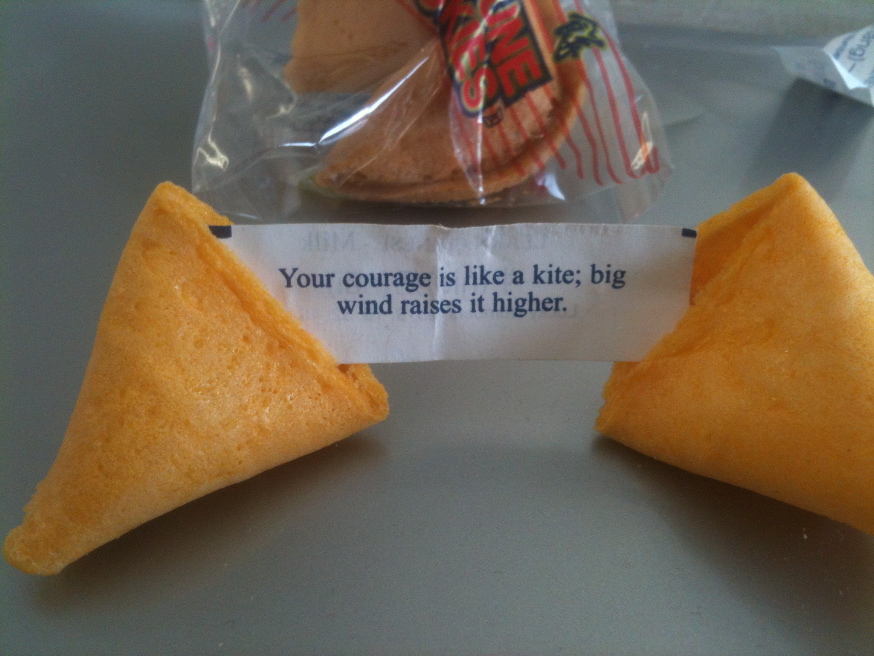 Your courage is like a kite; big
wind raises it higher.